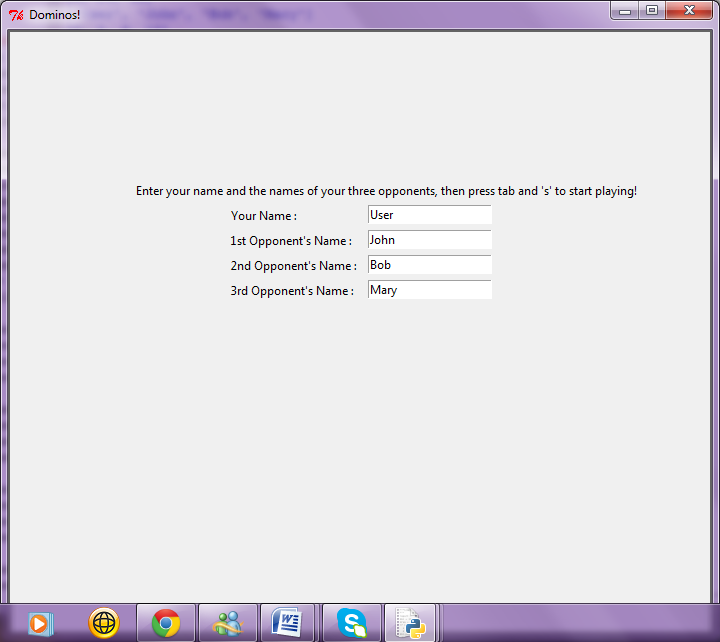 Dominos!
Enter your name and the names of your three opponents, then press tab and 's' to start playing!
Your Name : User
1st Opponent's Name : John
2nd Opponent's Name : Bob
3rd Opponent's Name : Mary